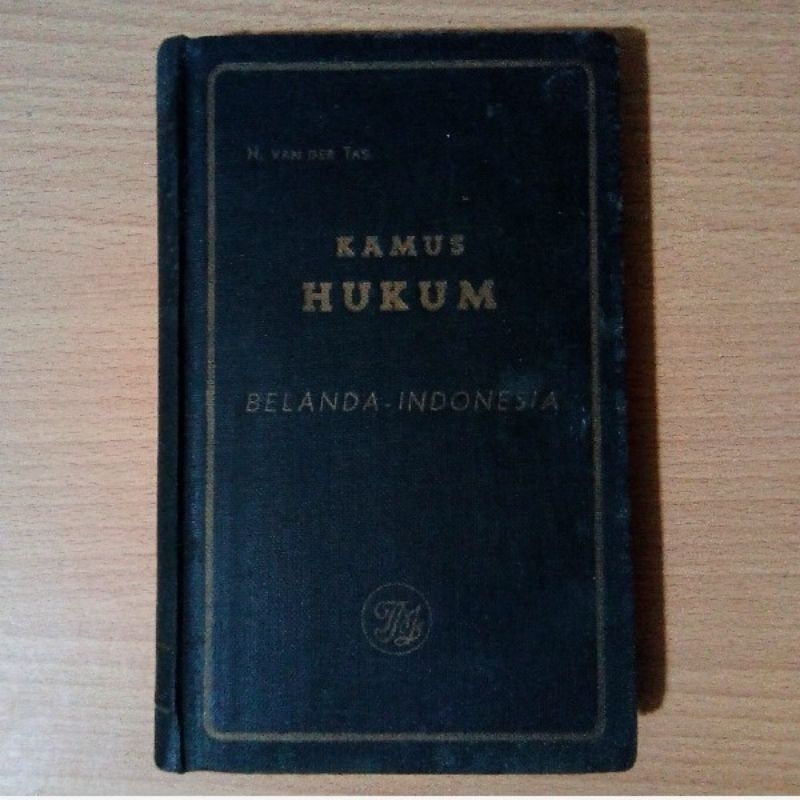 H. VAN DER TAS
KAMUS
HUKUM
BELANDA-INDONESIA